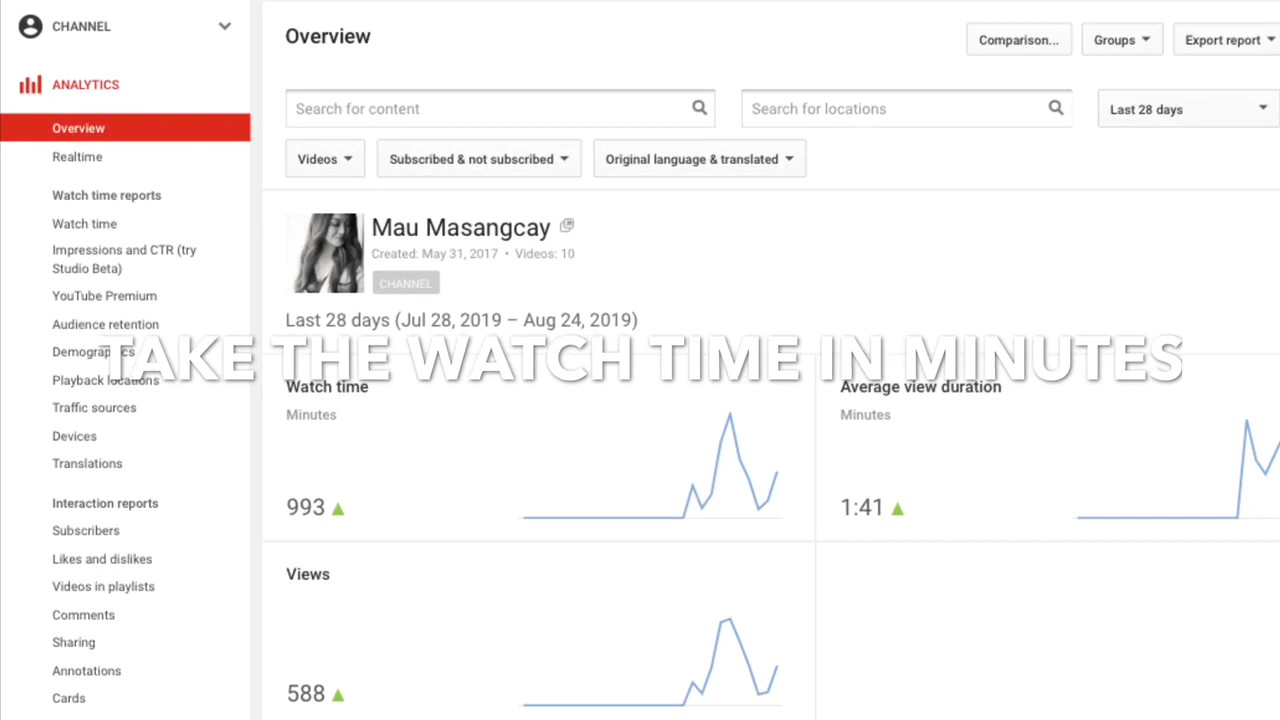 CHANNEL
ANALYTICS
Overview
Realtime
Watch time reports
Watch time
Impressions and CTR (try
Studio Beta)
YouTube Premium
Audience retention
Demographics
Playback locations
Traffic sources
Devices
Translations
Interaction reports
Subscribers
Likes and dislikes
Videos in playlists
Comments
Sharing
Annotations
Cards
Overview
Comparison... Groups Export report
Search for content Search for locations Last 28 days
Videos Subscribed & not subscribed Original language & translated
Mau Masangcay
Created: May 31, 2017 • Videos: 10
CHANNEL
Last 28 days (Jul 28, 2019 – Aug 24, 2019)
TAKE THE WATCH TIME IN MINUTES
Watch time
Minutes
993
Average view duration
Minutes
1:41
Views
588